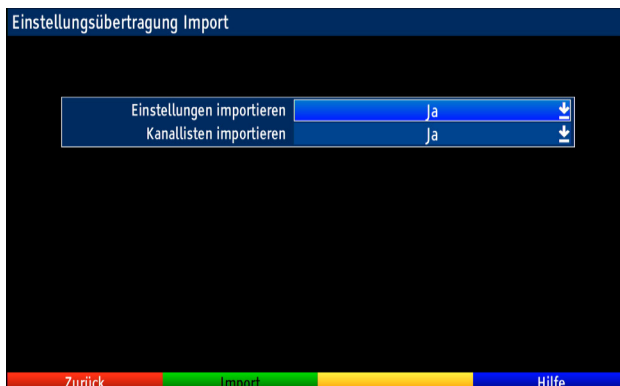 Einstellungsübertragung Import
Einstellungen importieren Ja
Kanallisten importieren Ja
Zurück Import Hilfe